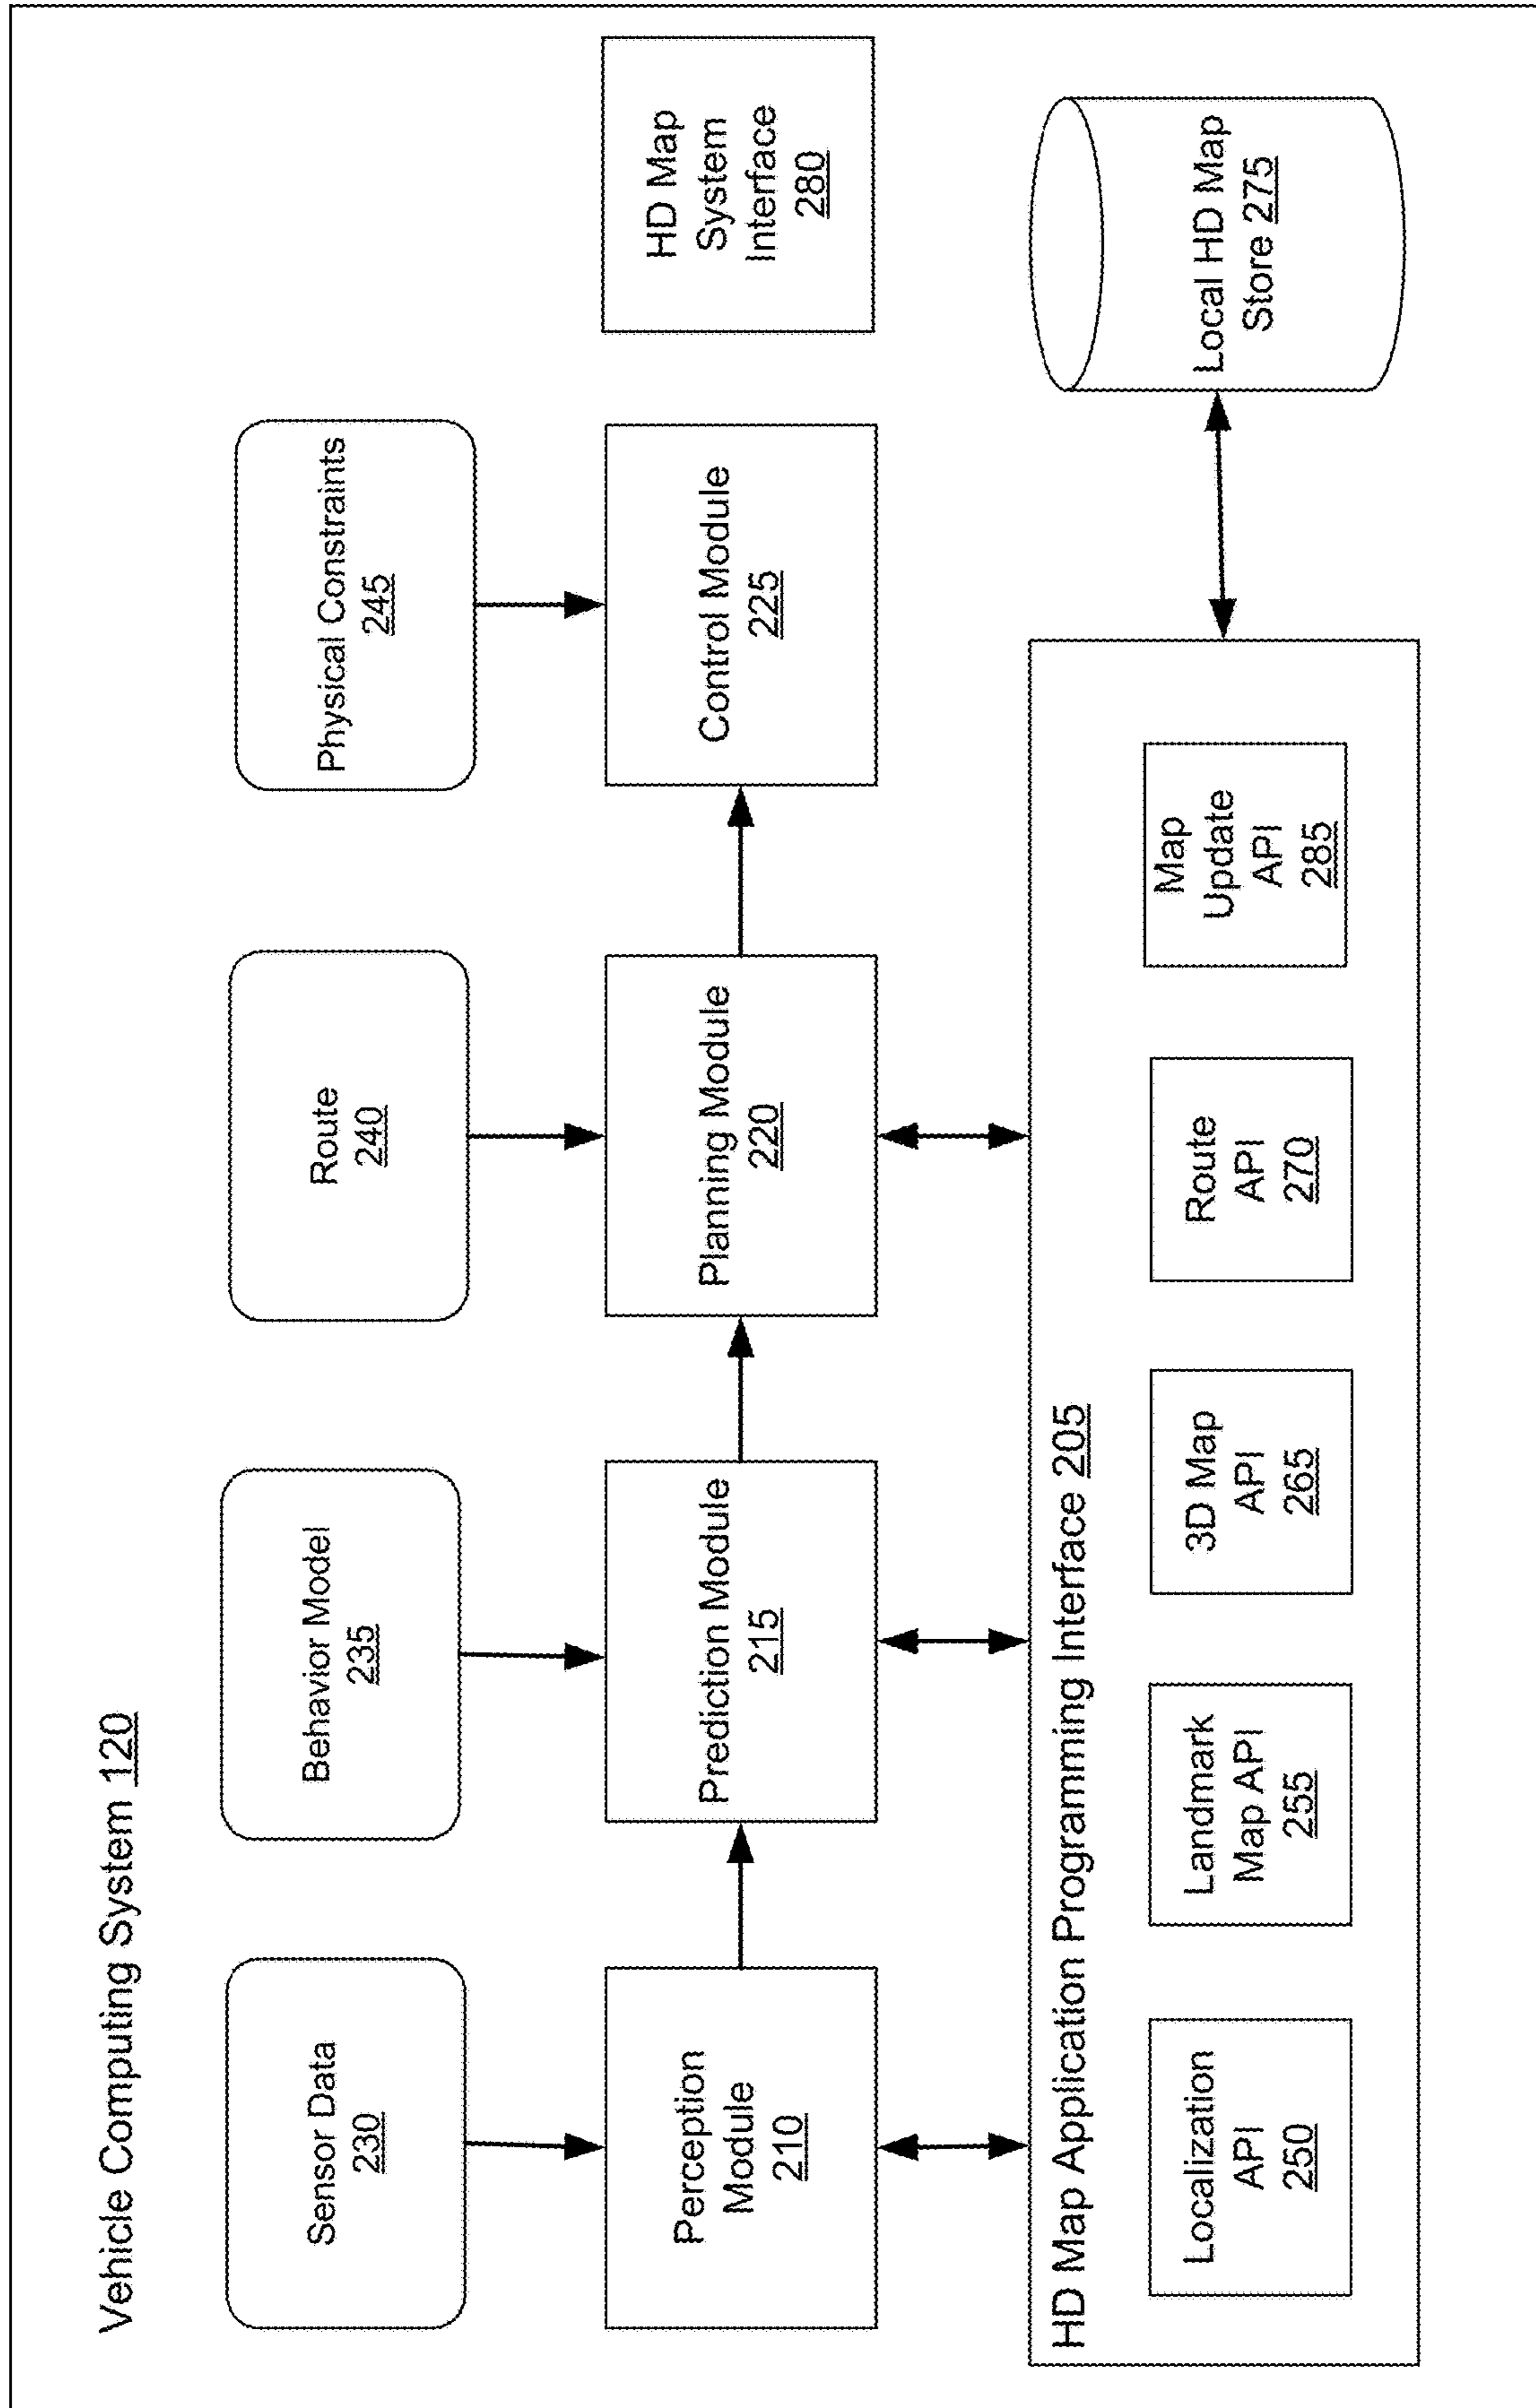 Vehicle Computing System 120
Sensor Data
230
Behavior Model
235
Route
240
Physical Constraints
245
Perception
Module
210
Prediction Module
215
Planning Module
220
Control Module
225
HD Map
System
Interface
280
HD Map Application Programming Interface 205
Localization
API
250
Landmark
Map API
255
3D Map
API
265
Route
API
270
Map
Update
API
285
Local HD Map
Store 275